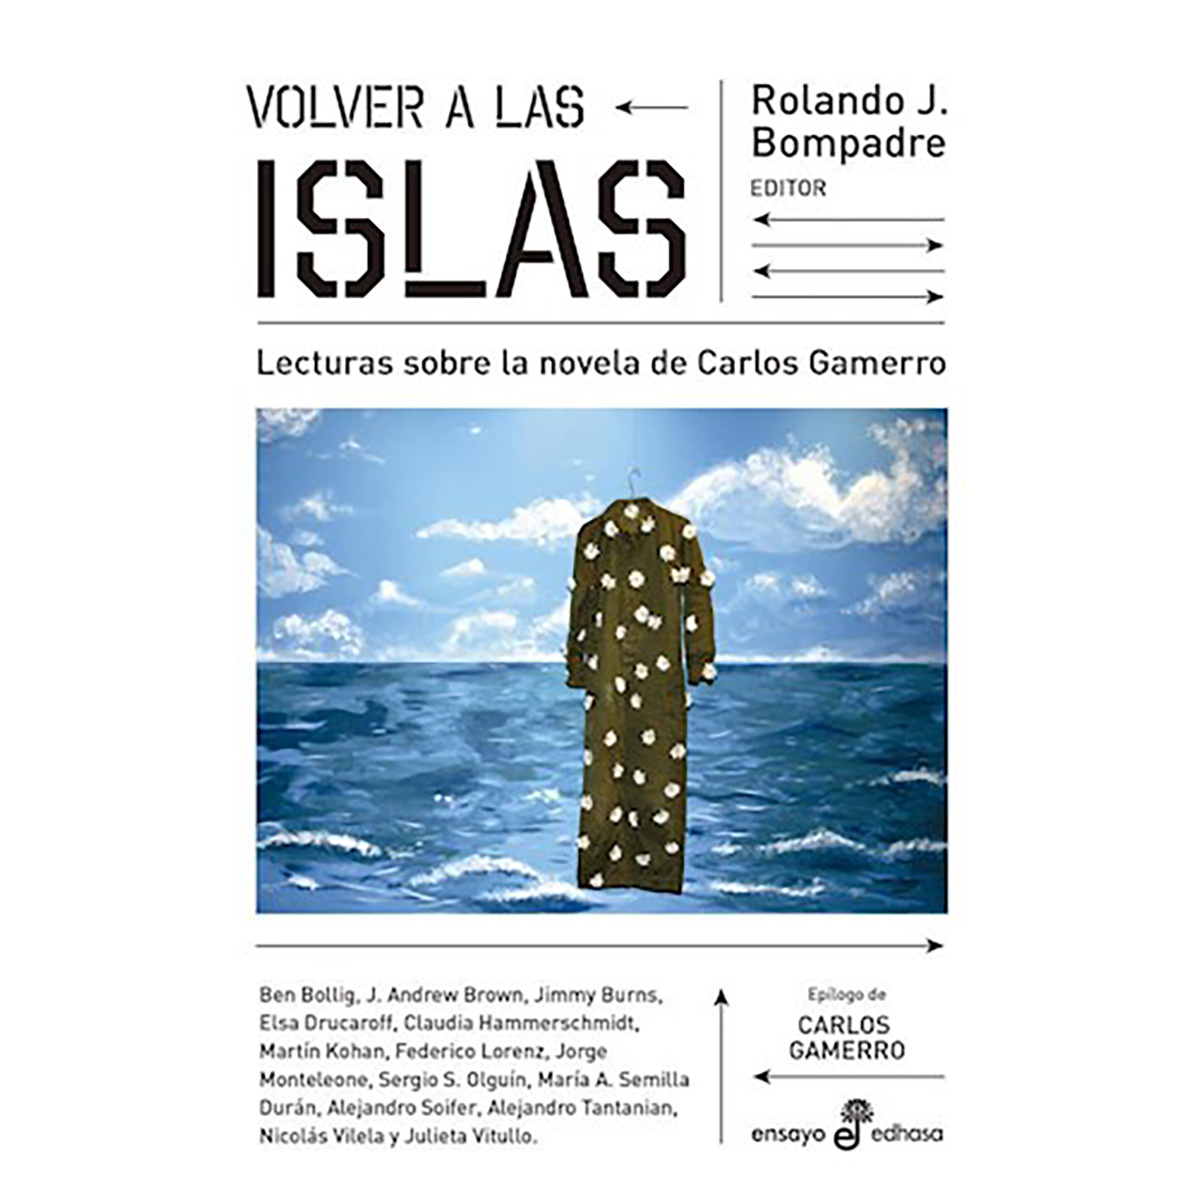 VOLVER A LAS
ISLAS
Rolando J.
Bompadre
EDITOR
Lecturas sobre la novela de Carlos Gamerro
Ben Bollig, J. Andrew Brown, Jimmy Burns,
Elsa Drucaroff, Claudia Hammerschmidt,
Martín Kohan, Federico Lorenz, Jorge
Monteleone, Sergio S. Olguín, María A. Semilla
Durán, Alejandro Soifer, Alejandro Tantanian,
Nicolás Vilela y Julieta Vitullo.
Epílogo de
CARLOS
GAMERRO
ensayo edhasa